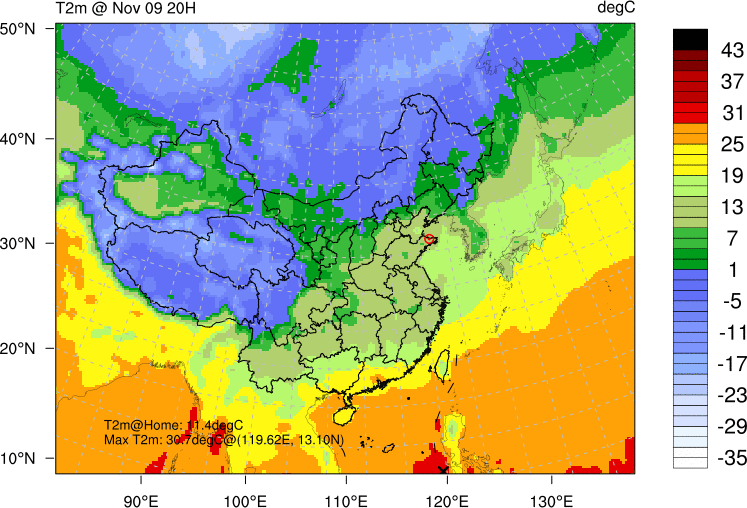 T2m @ Nov 09 20H
degC
50°N
40°N
30°N
20°N
10°N
90°E
100°E
110°E
120°E
130°E
T2m@Home: 11.4degC
Max T2m: 30.7degC@(119.62E, 13.10N)
43
37
31
25
19
13
7
1
-5
-11
-17
-23
-29
-35